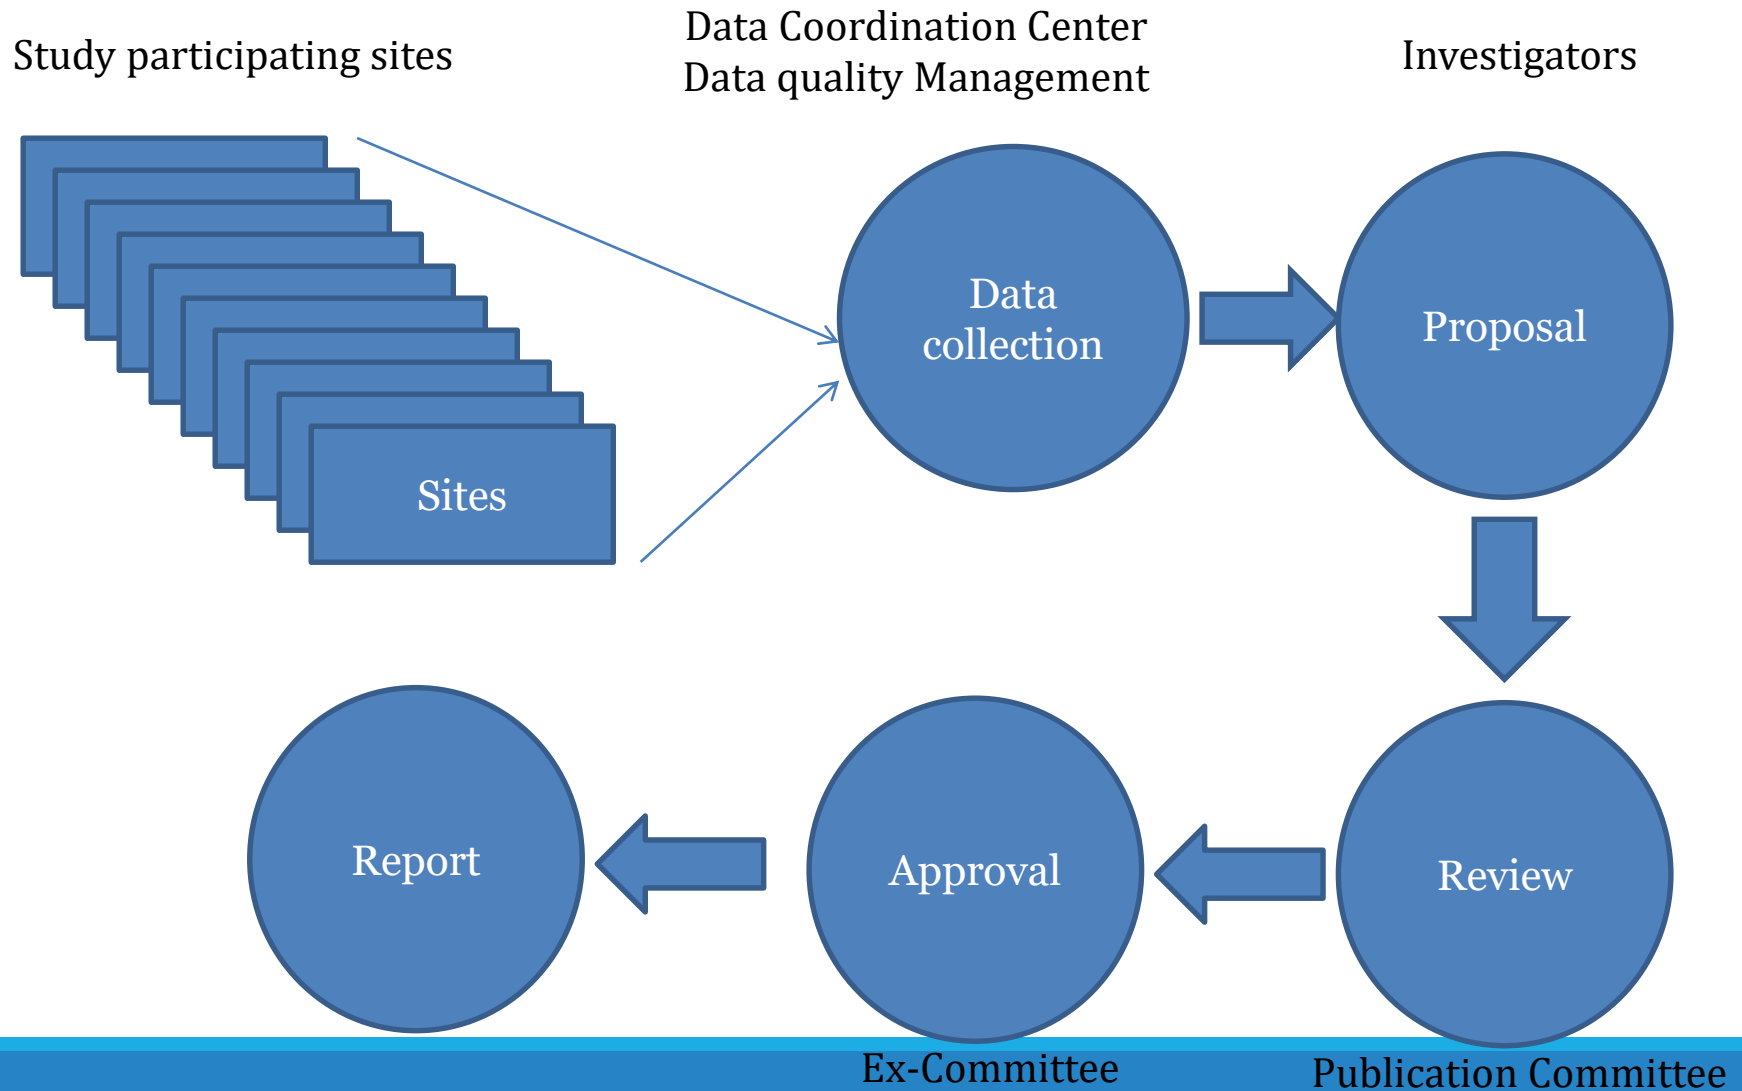 Study participating sites
Data Coordination Center
Data quality Management
Investigators
Sites
Data
collection
Proposal
Report
Approval
Review
Ex-Committee
Publication Committee